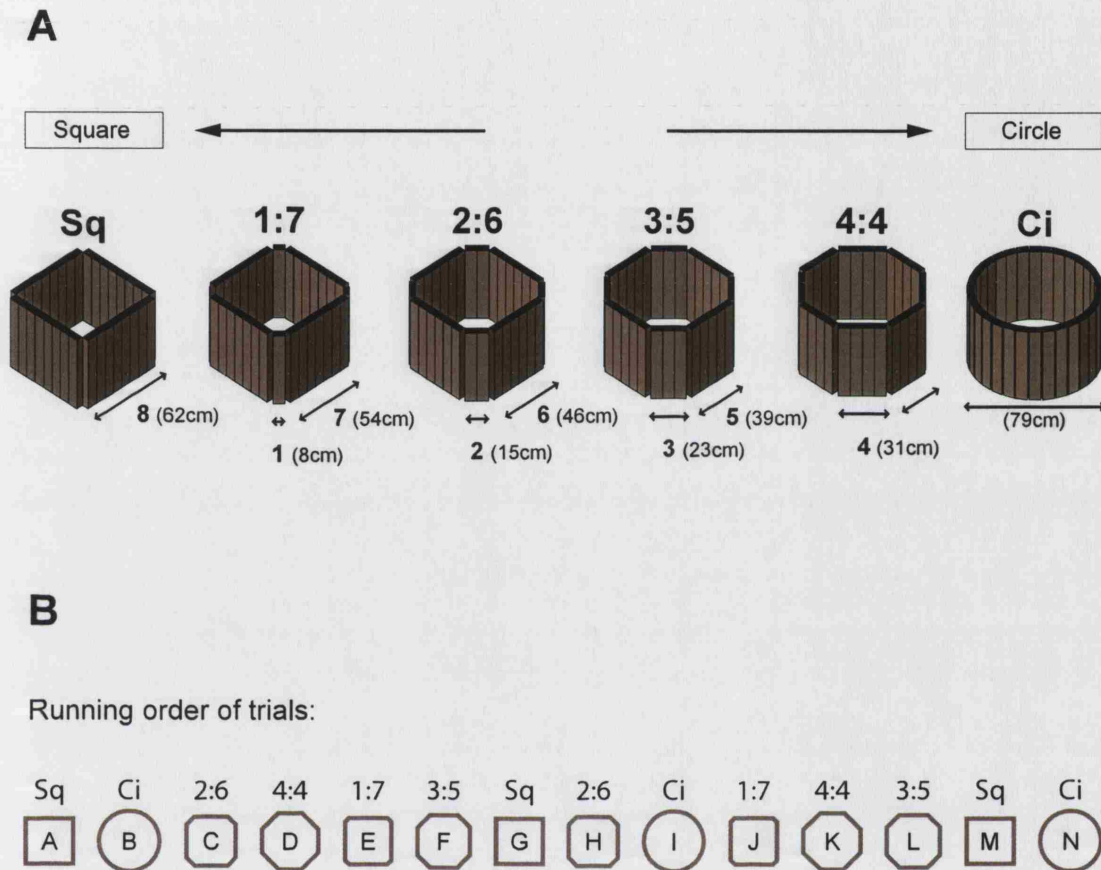 A
Square Circle
Sq 1:7 2:6 3:5 4:4 Ci
8 (62cm) 7 (54cm) 6 (46cm) 5 (39cm) (79cm)
1 (8cm) 2 (15cm) 3 (23cm) 4 (31cm)
B
Running order of trials:
Sq Ci 2:6 4:4 1:7 3:5 Sq 2:6 Ci 1:7 4:4 3:5 Sq Ci
A B C D E F G H I J K L M N